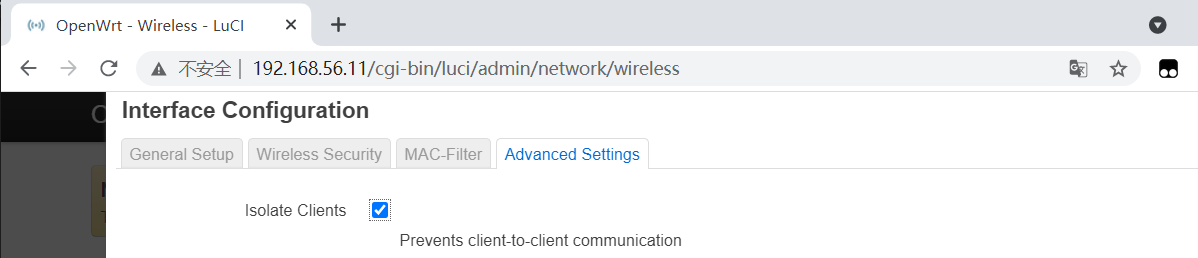 OpenWrt - Wireless - LuCI
不安全 | 192.168.56.11/cgi-bin/luci/admin/network/wireless
Interface Configuration
General Setup Wireless Security MAC-Filter Advanced Settings
Isolate Clients
Prevents client-to-client communication